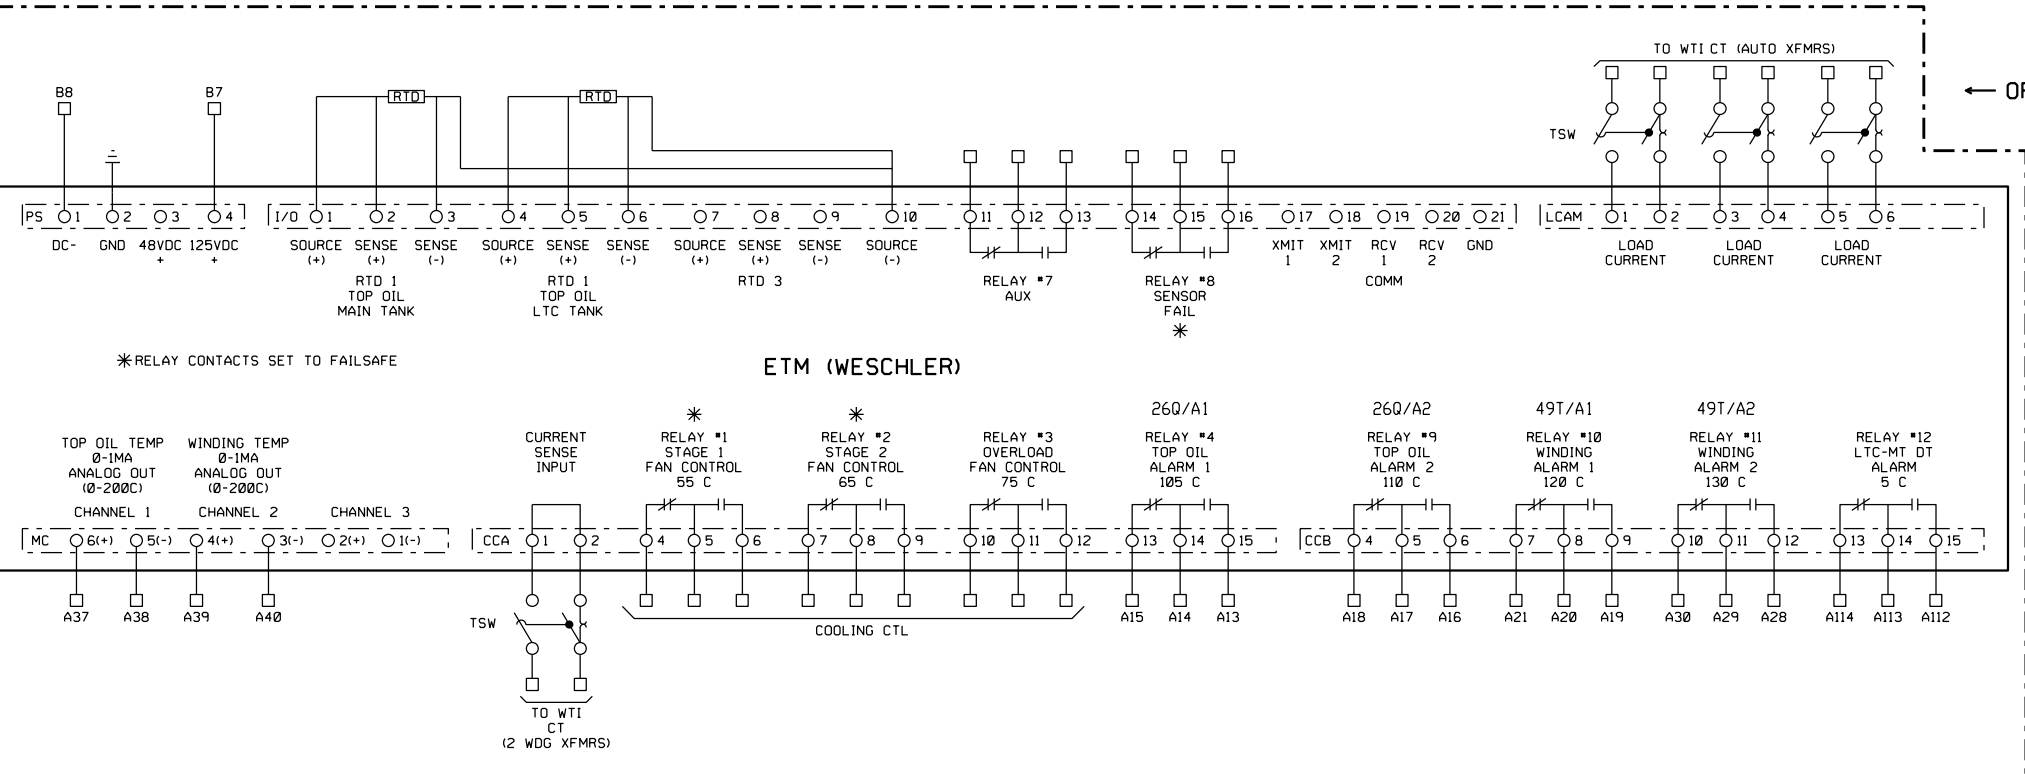 TO WTI CT (AUTO XFMRS)
B8
B7
RTD
RTD
TSW
PS 1 2 3 4
I/O 1 2 3 4 5 6 7 8 9 10 11 12 13 14 15 16 17 18 19 20 21
LCAM 1 2 3 4 5 6
DC-
GND
48VDC
+
125VDC
+
SOURCE
(+)
SENSE
(+)
SENSE
(-)
RTD 1
TOP OIL
MAIN TANK
SOURCE
(+)
SENSE
(+)
SENSE
(-)
RTD 1
TOP OIL
LTC TANK
SOURCE
(+)
SENSE
(+)
SENSE
(-)
RTD 3
SOURCE
(-)
RELAY #7
AUX
RELAY #8
SENSOR
FAIL
*
XMIT
1
XMIT
2
RCV
1
RCV
2
GND
COMM
LOAD
CURRENT
LOAD
CURRENT
LOAD
CURRENT
*RELAY CONTACTS SET TO FAILSAFE
ETM (WESCHLER)
TOP OIL TEMP
0-1MA
ANALOG OUT
(0-200C)
CHANNEL 1
WINDING TEMP
0-1MA
ANALOG OUT
(0-200C)
CHANNEL 2
CHANNEL 3
CURRENT
SENSE
INPUT
*
RELAY #1
STAGE 1
FAN CONTROL
55 C
*
RELAY #2
STAGE 2
FAN CONTROL
65 C
RELAY #3
OVERLOAD
FAN CONTROL
75 C
26Q/A1
RELAY #4
TOP OIL
ALARM 1
105 C
26Q/A2
RELAY #9
TOP OIL
ALARM 2
110 C
49T/A1
RELAY #10
WINDING
ALARM 1
120 C
49T/A2
RELAY #11
WINDING
ALARM 2
130 C
RELAY #12
LTC-MT DT
ALARM
5 C
MC 6(+) 5(-) 4(+) 3(-) 2(+) 1(-)
CCA 1 2 4 5 6 7 8 9 10 11 12 13 14 15
CCB 4 5 6 7 8 9 10 11 12 13 14 15
A37 A38 A39 A40
TSW
COOLING CTL
A15 A14 A13
A18 A17 A16
A21 A20 A19
A30 A29 A28
A114 A113 A112
TO WTI
CT
(2 WDG XFMRS)